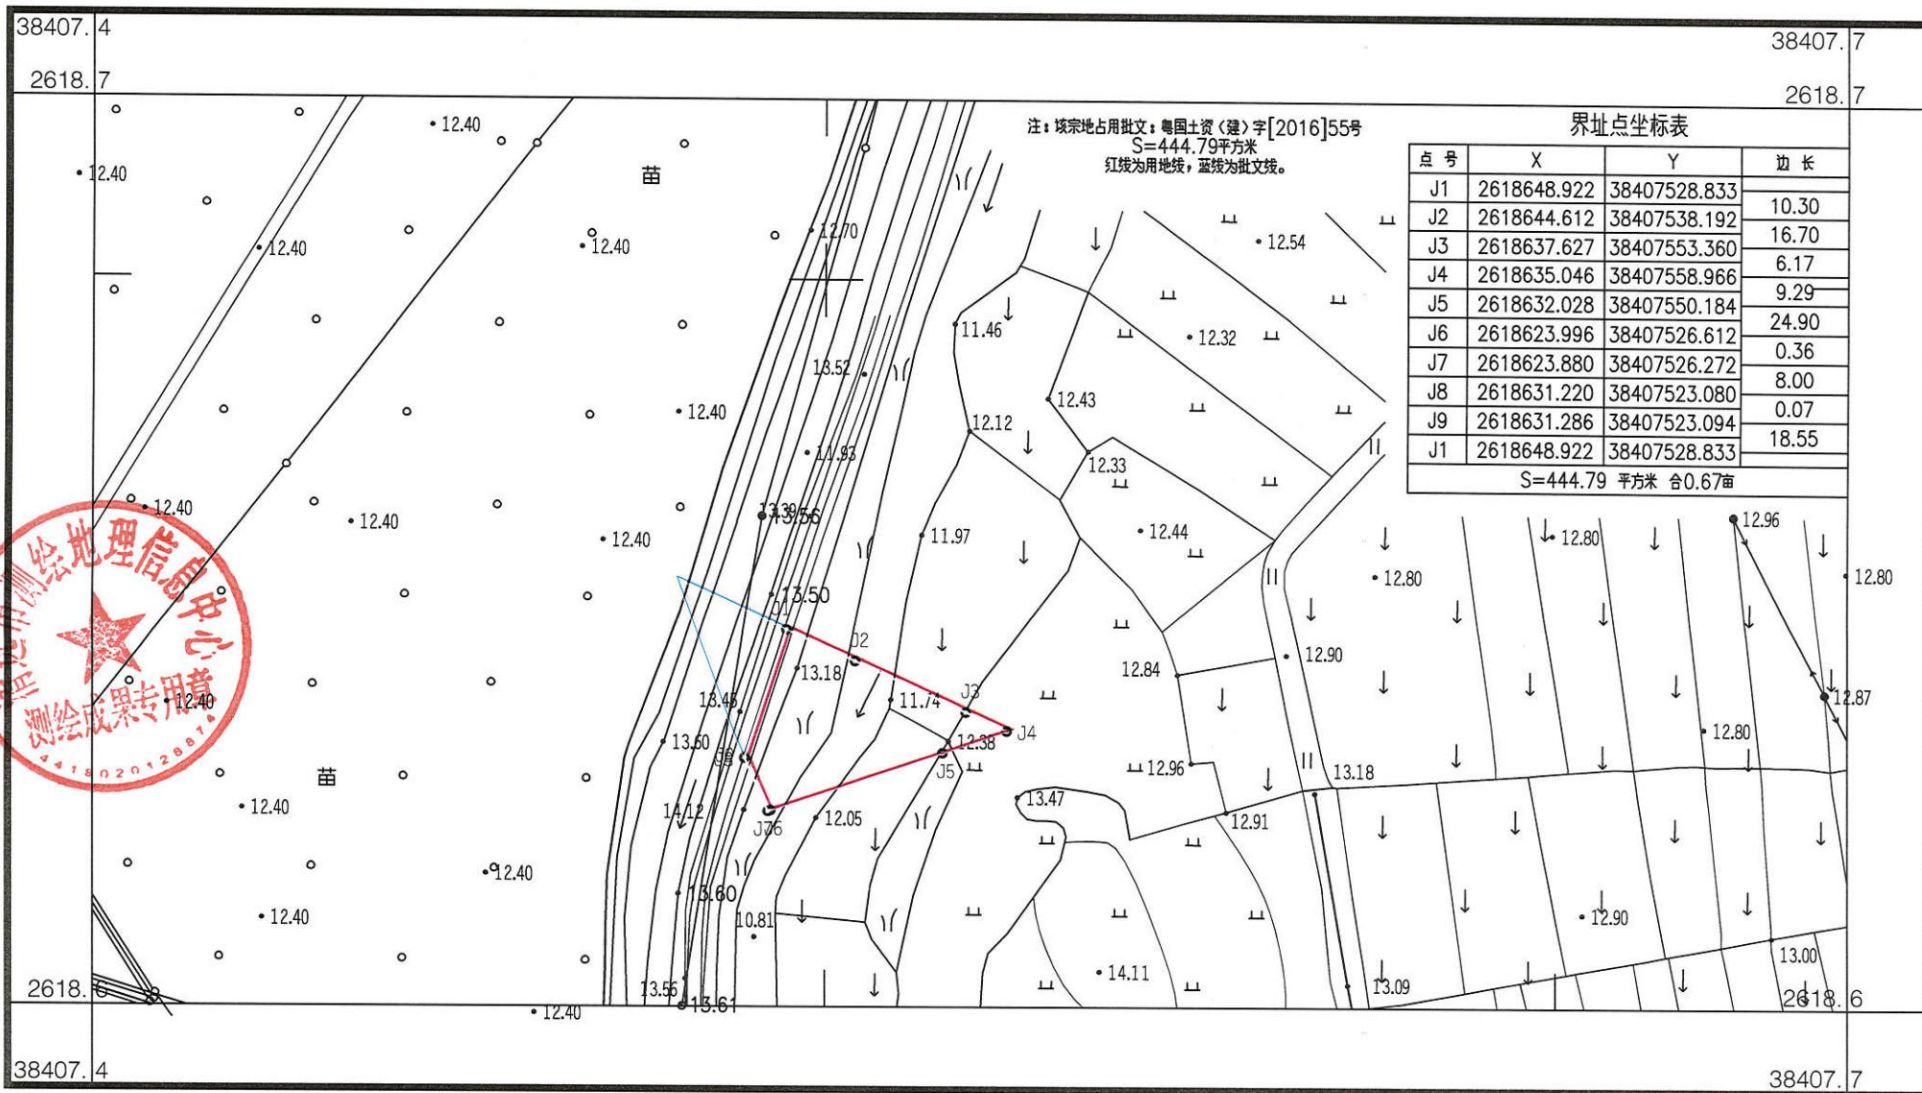 38407.4
38407.7
2618.7
2618.7
注：该宗地占用批文：粤国土资（建）字[2016]55号
S=444.79平方米
红线为用地线，蓝线为批文线。
界址点坐标表
点 号 X Y 边 长
J1 2618648.922 38407528.833
10.30
J2 2618644.612 38407538.192
16.70
J3 2618637.627 38407553.360
6.17
J4 2618635.046 38407558.966
9.29
J5 2618632.028 38407550.184
24.90
J6 2618623.996 38407526.612
0.36
J7 2618623.880 38407526.272
8.00
J8 2618631.220 38407523.080
0.07
J9 2618631.286 38407523.094
18.55
J1 2618648.922 38407528.833
S=444.79 平方米 合0.67亩
12.40
12.40
苗
12.70
12.54
12.40
12.40
11.46
12.32
13.52
12.43
12.40
12.12
11.93
12.33
12.40
12.40
13.56
12.40
11.97
12.44
12.96
12.80
12.80
12.80
13.50
J1
J2
13.18
12.84
12.90
12.40
13.45
11.74
J3
J4
12.38
J5
12.87
12.80
13.60
12.96
13.18
苗
12.40
14.12
J76
12.05
13.47
12.91
12.40
13.60
12.40
10.81
12.90
14.11
13.00
13.56
13.61
12.40
13.09
2618.6
2618.6
38407.4
38407.7
测绘地理信息中心
测绘成果专用章